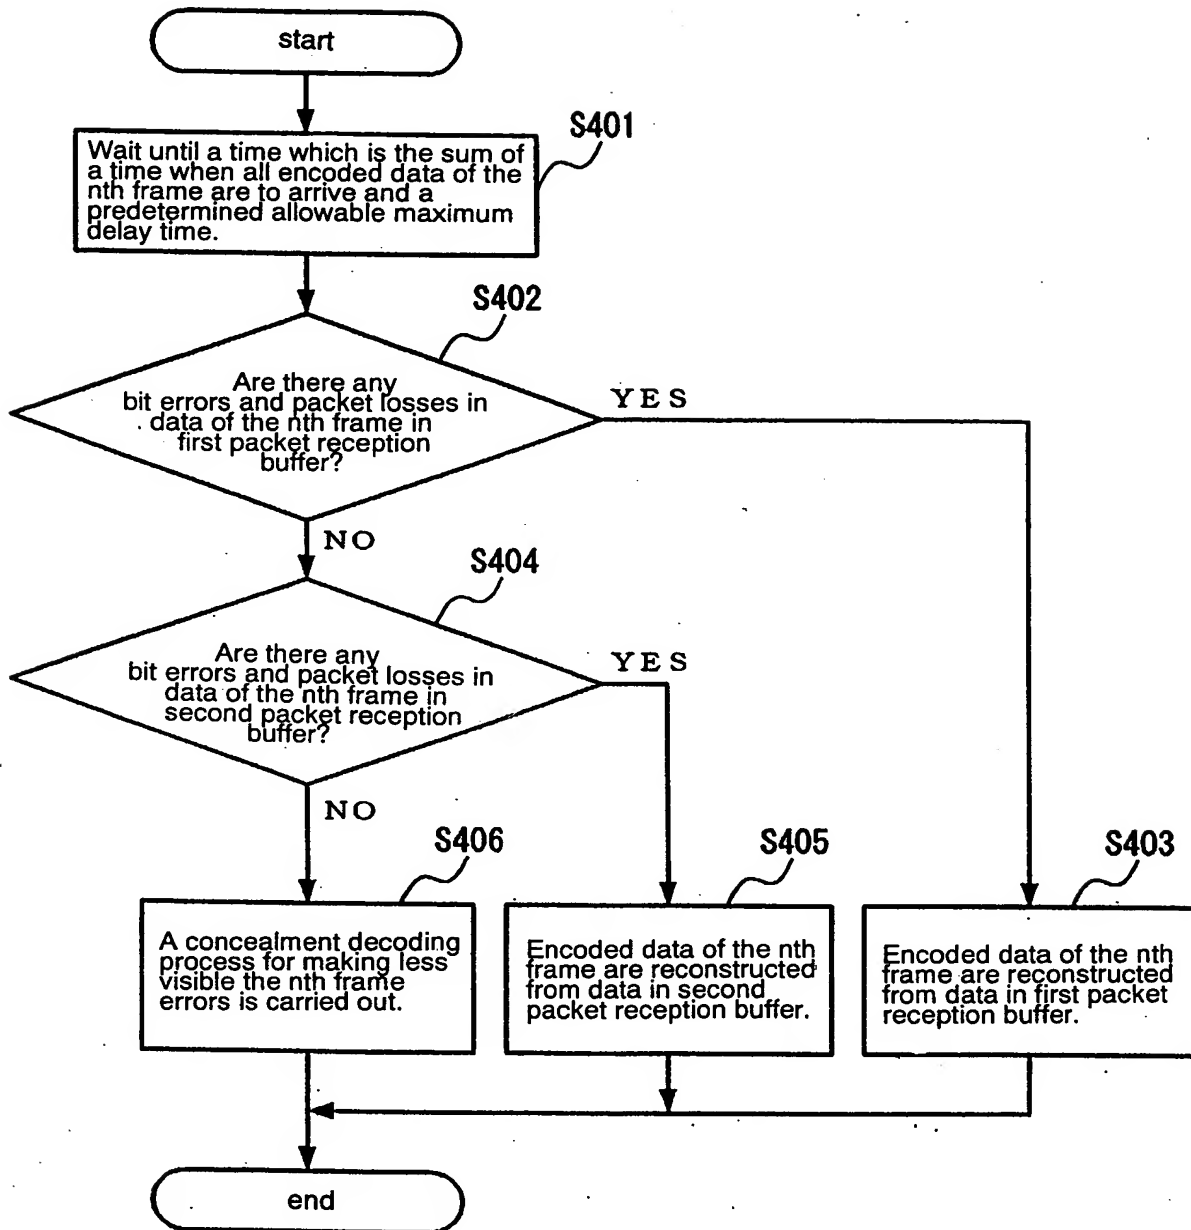 start
S401
Wait until a time which is the sum of
a time when all encoded data of the
nth frame are to arrive and a
predetermined allowable maximum
delay time.
S402
Are there any
bit errors and packet losses in
data of the nth frame in
first packet reception
buffer?
YES
NO
S404
Are there any
bit errors and packet losses in
data of the nth frame in
second packet reception
buffer?
YES
NO
S406
A concealment decoding
process for making less
visible the nth frame
errors is carried out.
S405
Encoded data of the nth
frame are reconstructed
from data in second
packet reception buffer.
S403
Encoded data of the nth
frame are reconstructed
from data in first packet
reception buffer.
end